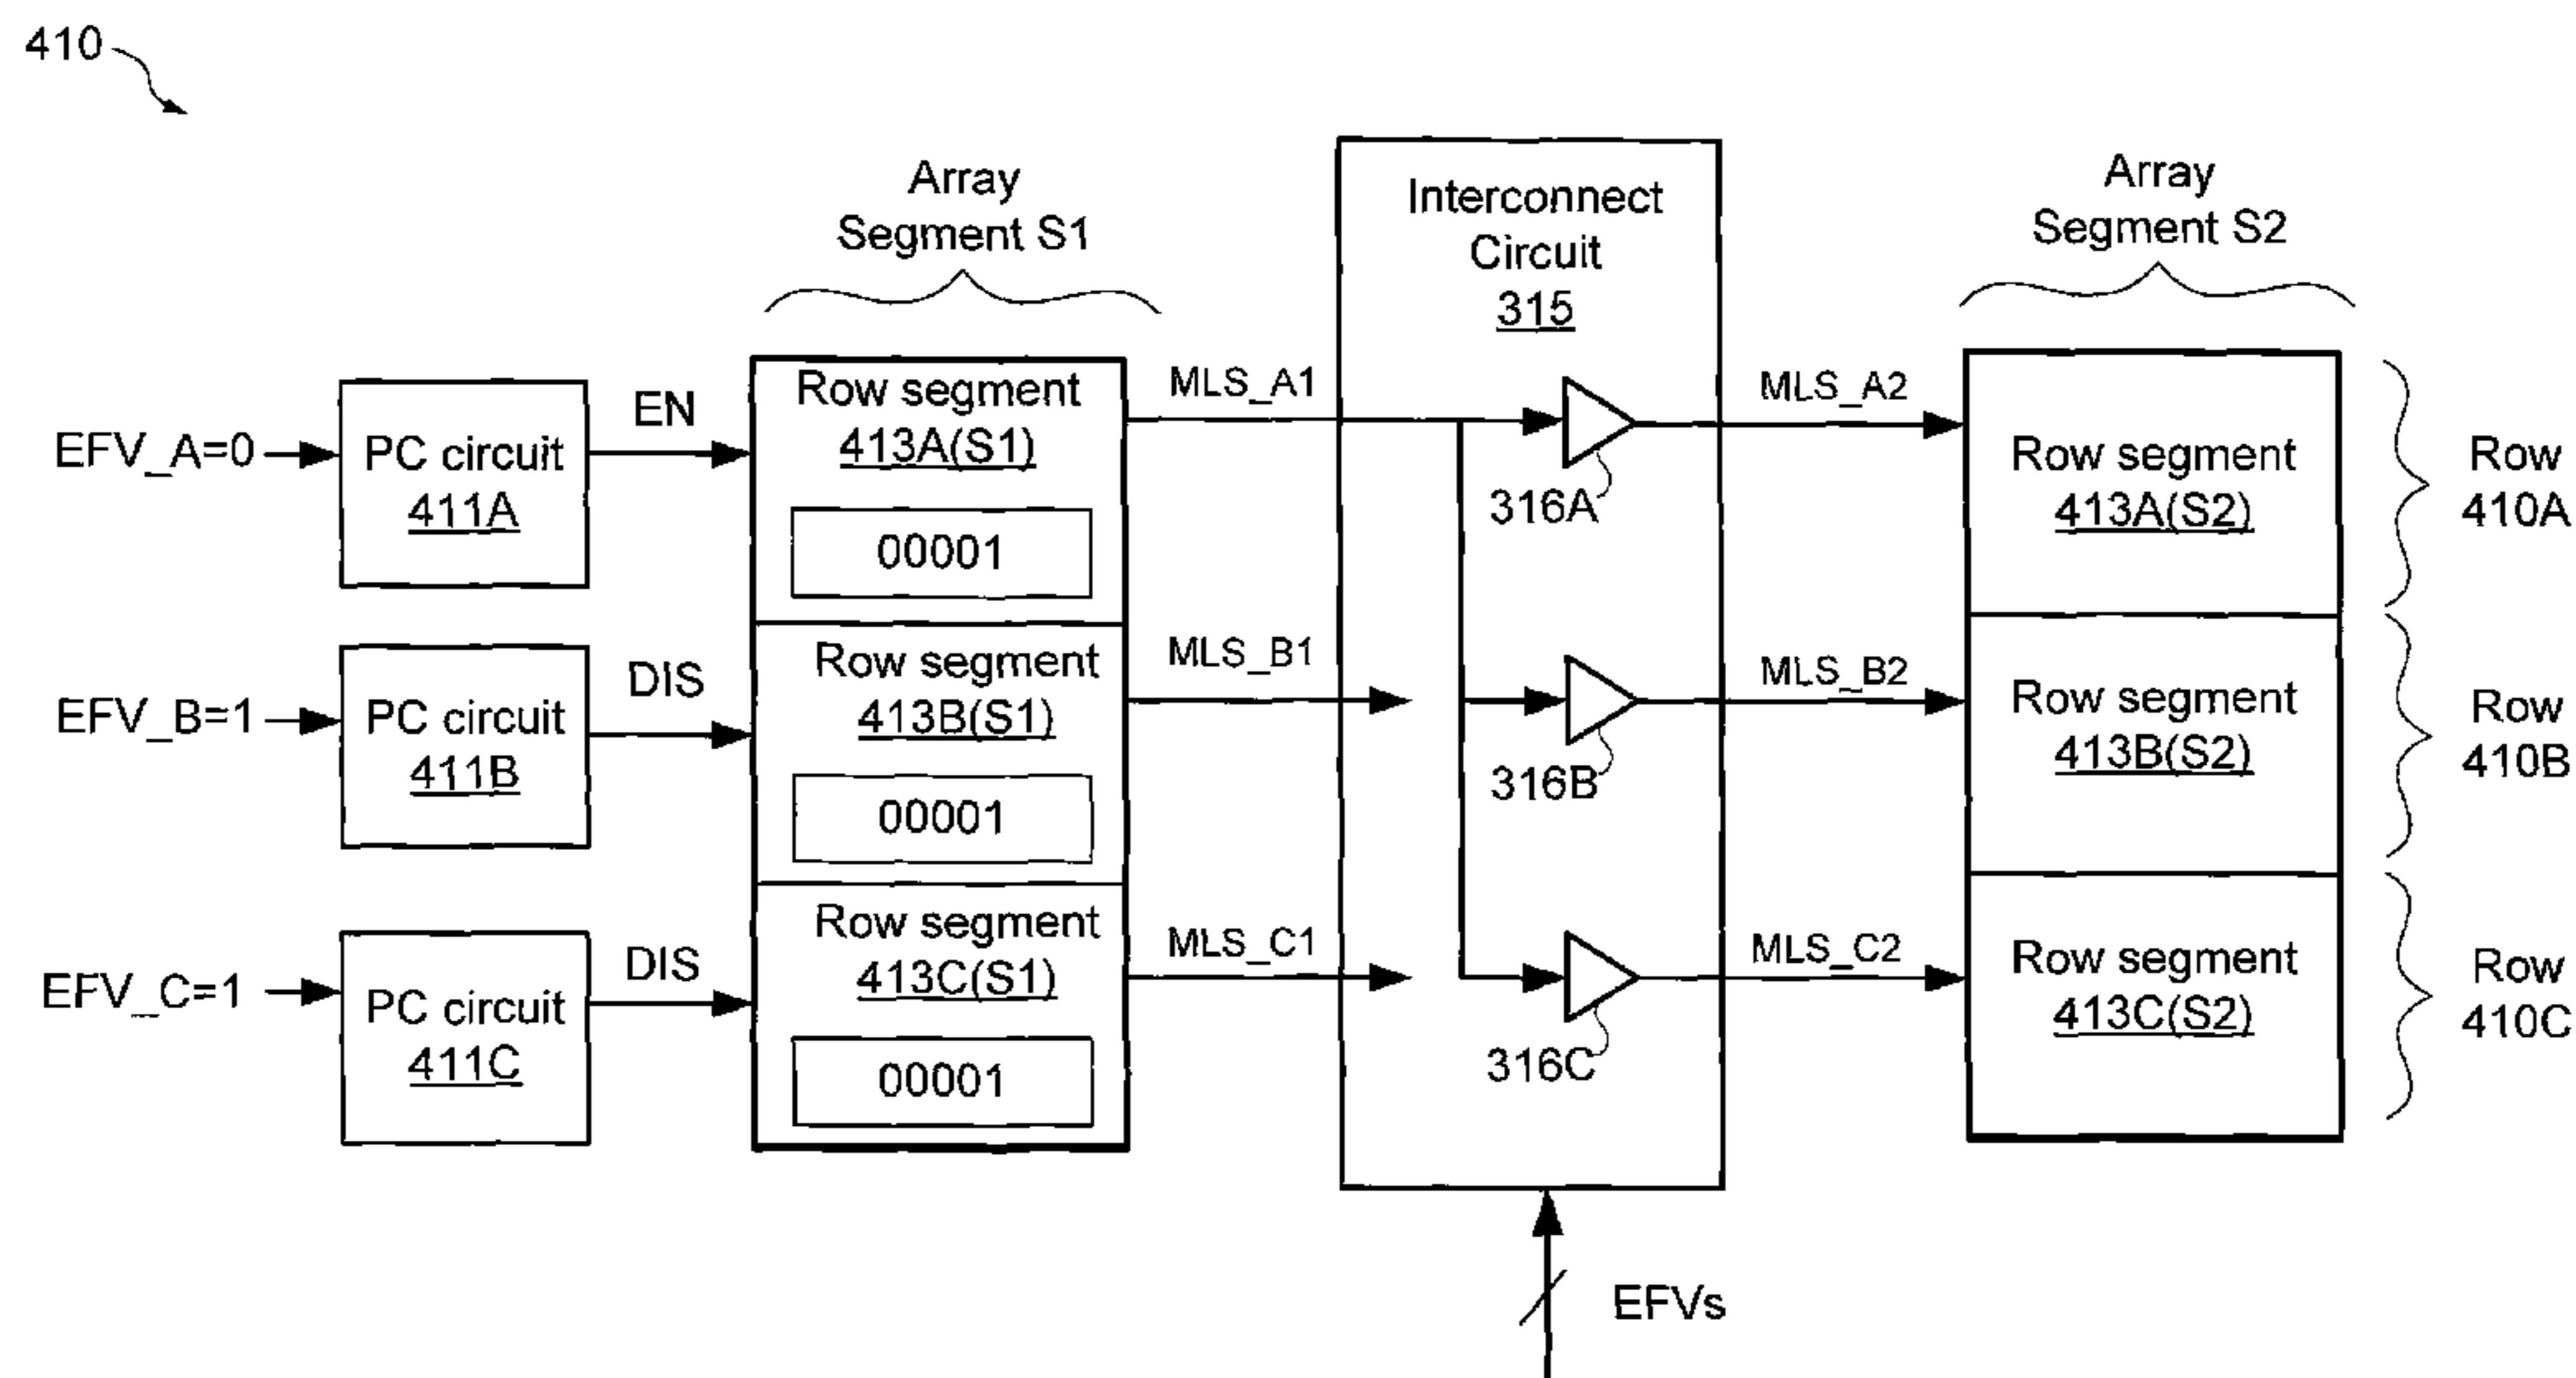 410
Array
Segment S1
Interconnect
Circuit
315
Array
Segment S2
EFV_A=0
PC circuit
411A
EN
Row segment
413A(S1)
00001
MLS_A1
316A
MLS_A2
Row segment
413A(S2)
Row
410A
EFV_B=1
PC circuit
411B
DIS
Row segment
413B(S1)
00001
MLS_B1
316B
MLS_B2
Row segment
413B(S2)
Row
410B
EFV_C=1
PC circuit
411C
DIS
Row segment
413C(S1)
00001
MLS_C1
316C
MLS_C2
Row segment
413C(S2)
Row
410C
EFVs